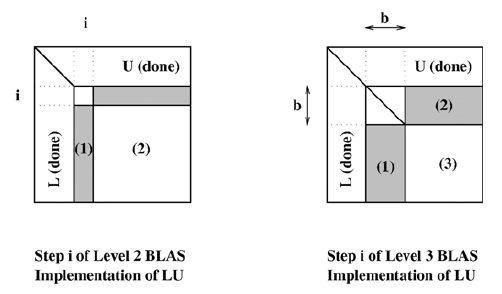 i
U (done)
i
L (done)
(1)
(2)
Step i of Level 2 BLAS
Implementation of LU
b
U (done)
b
(2)
L (done)
(1)
(3)
Step i of Level 3 BLAS
Implementation of LU